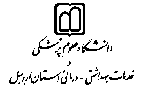 دانشگاه علوم پزشکی
و
خدمات بهداشتی - درمانی استان اردبیل